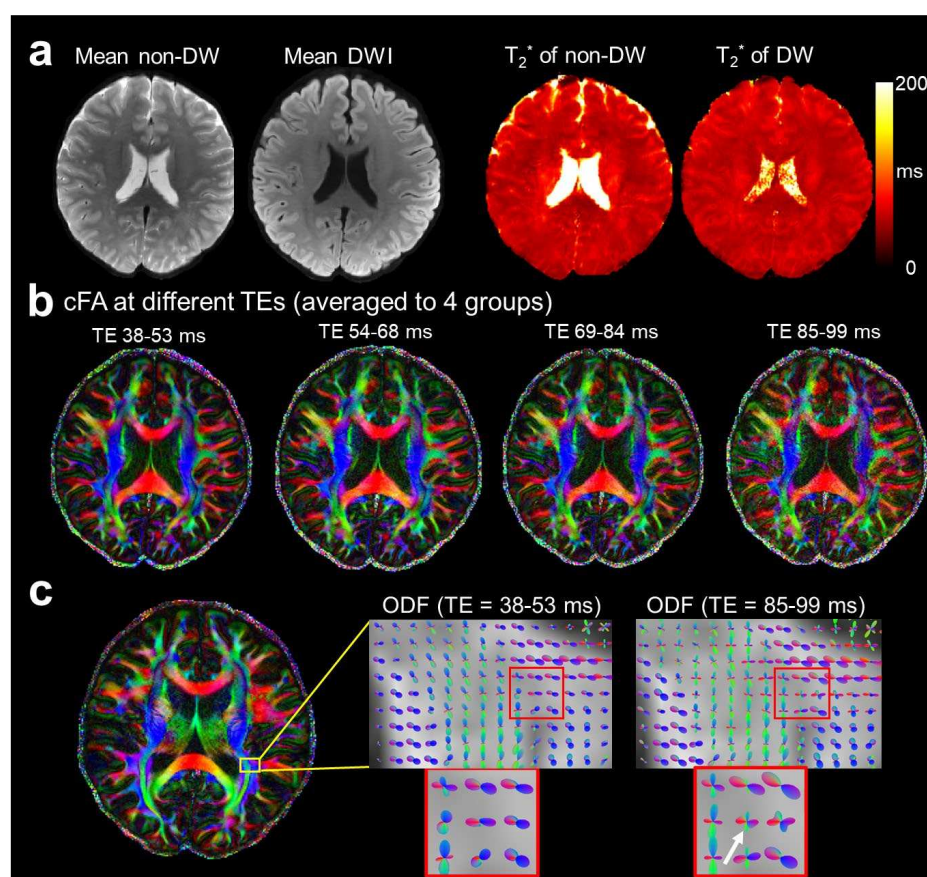 a
Mean non-DW
Mean DWI
T₂* of non-DW
T₂* of DW
200
ms
0
b
cFA at different TEs (averaged to 4 groups)
TE 38-53 ms
TE 54-68 ms
TE 69-84 ms
TE 85-99 ms
c
ODF (TE = 38-53 ms)
ODF (TE = 85-99 ms)